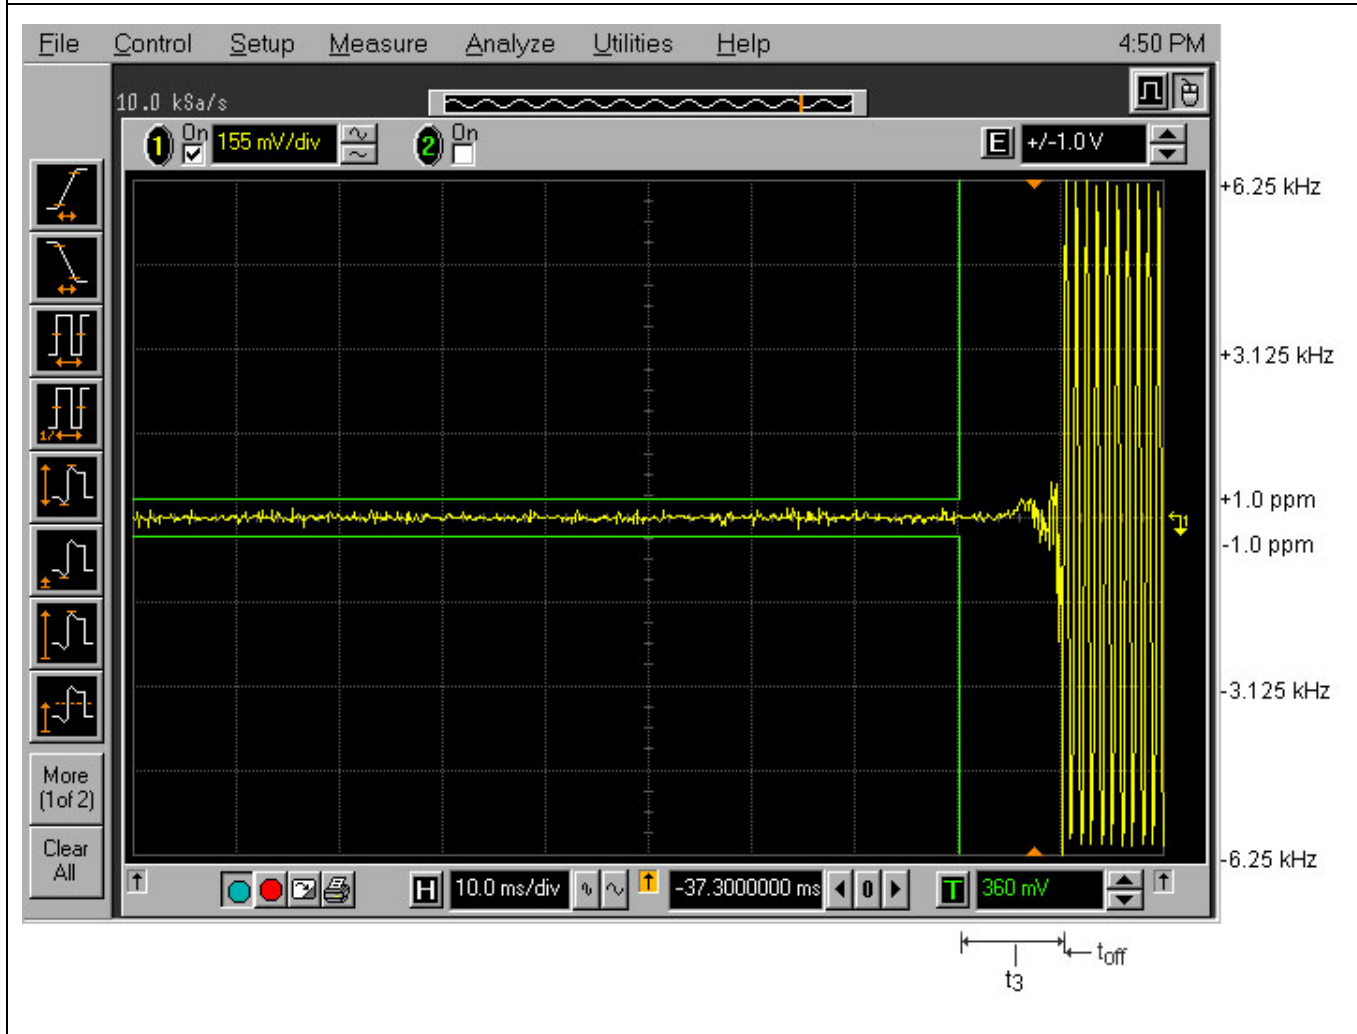 File Control Setup Measure Analyze Utilities Help 4:50 PM
10.0 kSa/s
1 On 155 mV/div 2 On E +/-1.0 V
+6.25 kHz
+3.125 kHz
+1.0 ppm
-1.0 ppm
-3.125 kHz
-6.25 kHz
1/
More
(1of 2)
Clear
All
H 10.0 ms/div -37.3000000 ms 0 T 360 mV
t3
toff